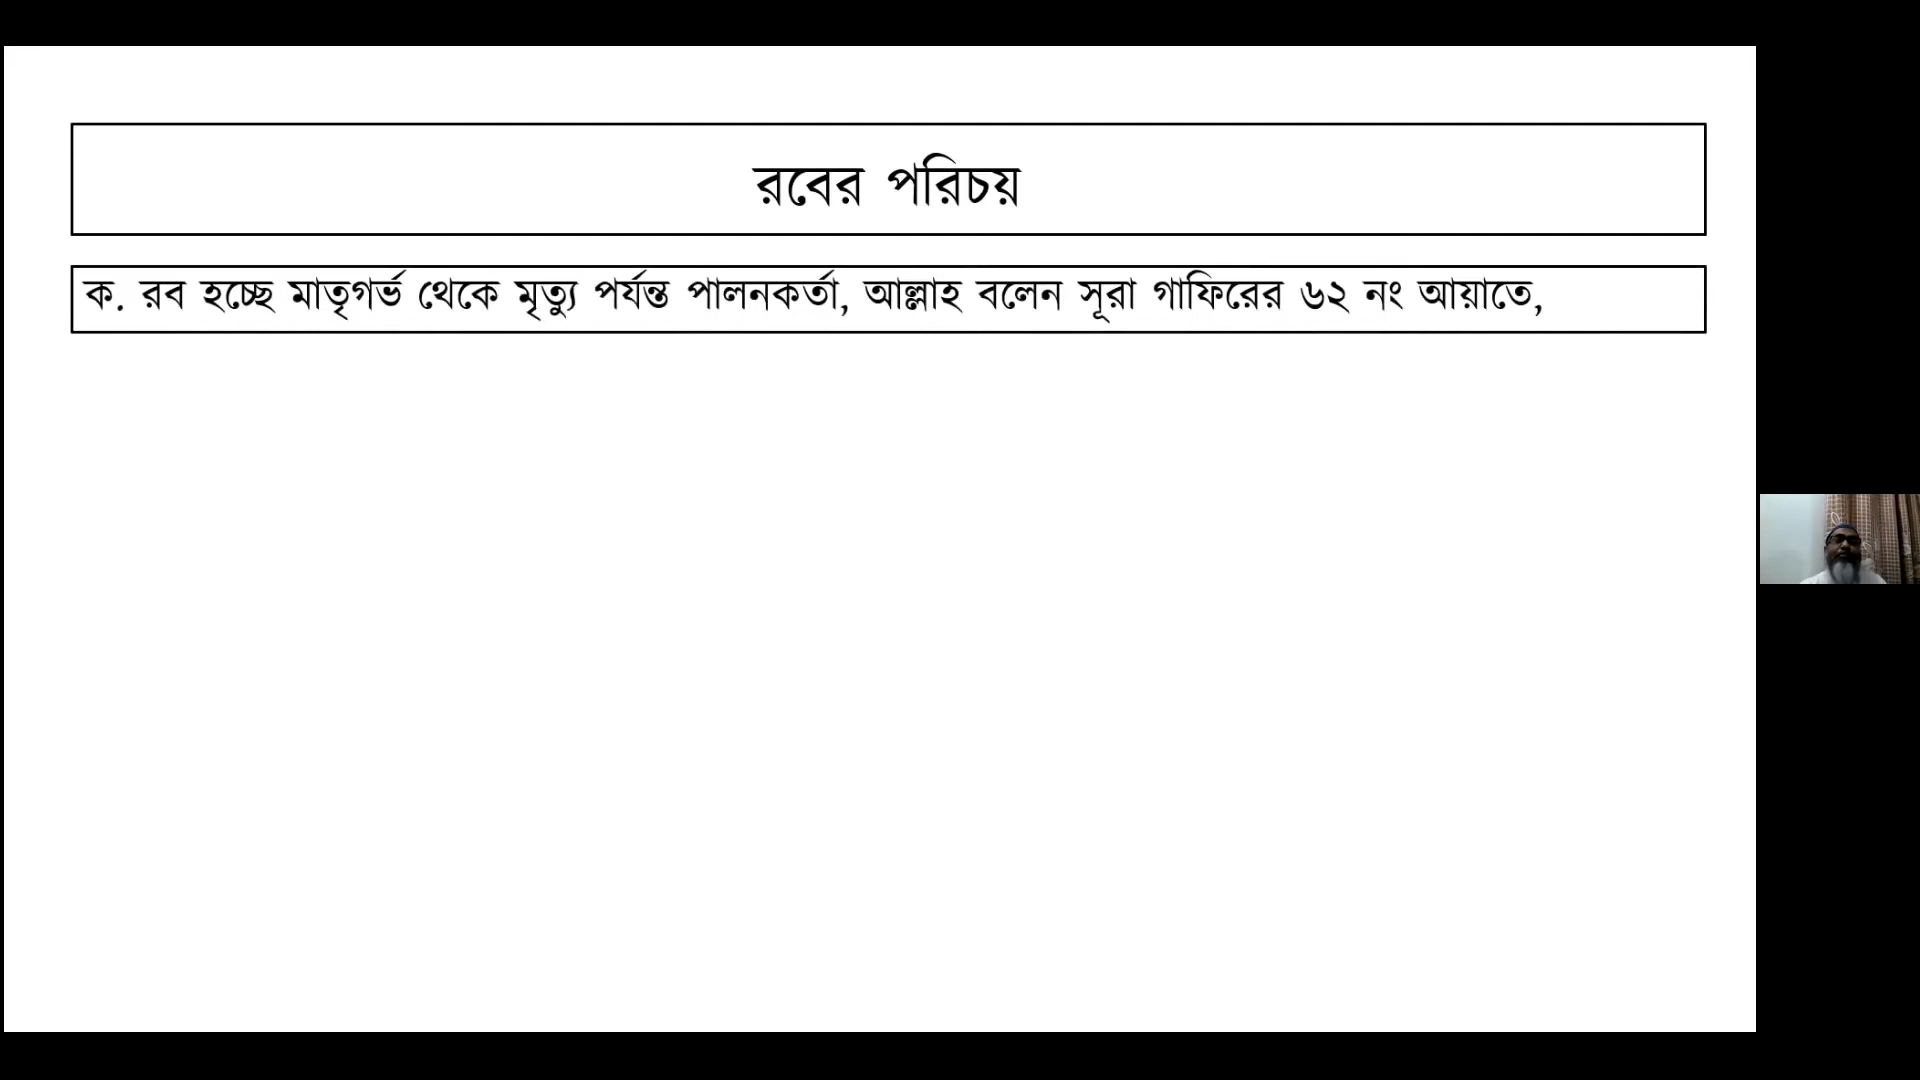 রবের পরিচয়
ক. রব হচ্ছে মাতৃগর্ভ থেকে মৃত্যু পর্যন্ত পালনকর্তা, আল্লাহ বলেন সূরা গাফিরের ৬২ নং আয়াতে,